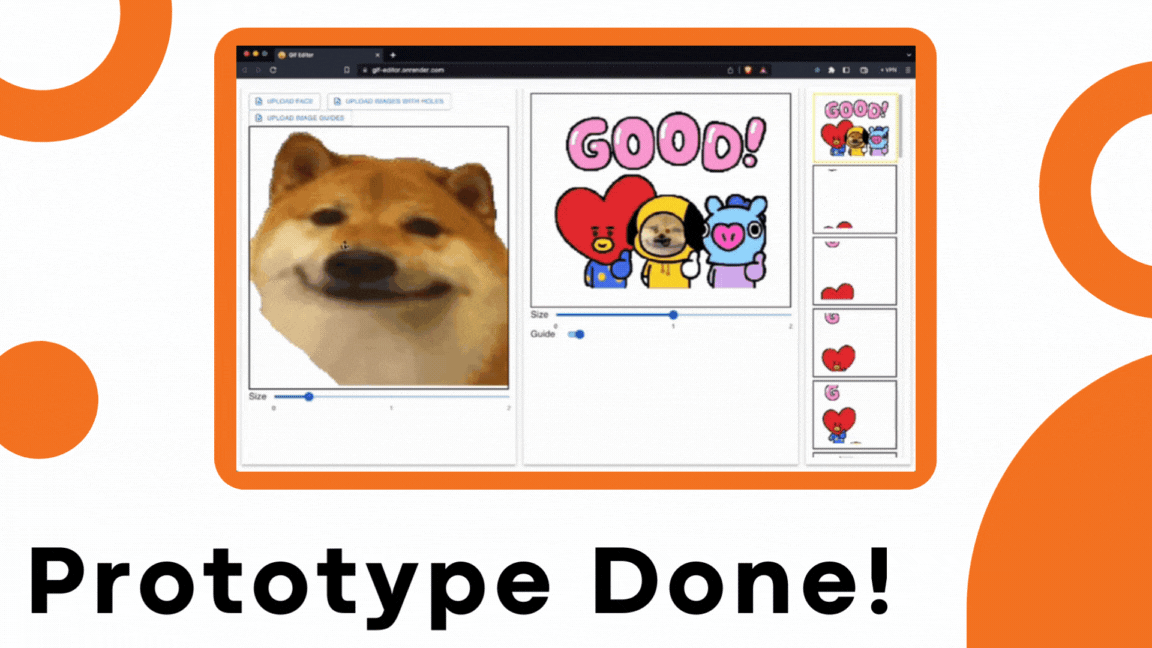 Gif Editor
gif-editor.onrender.com
VPN
UPLOAD FACE
UPLOAD IMAGES WITH HOLES
UPLOAD IMAGE GUIDES
Size
0
1
2
GOOD!
Size
0
1
2
Guide
GOOD!
G
G
Prototype Done!